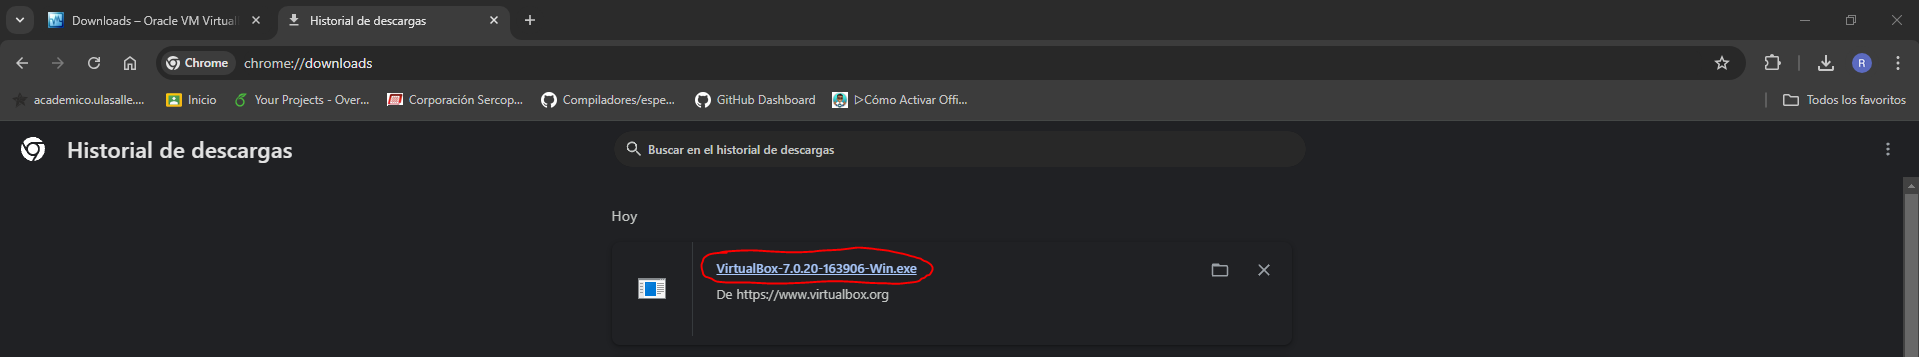 Downloads – Oracle VM Virtual
Historial de descargas
Chrome
chrome://downloads
R
academico.ulasalle....
Inicio
Your Projects - Over...
Corporación Sercop...
Compiladores/espe...
GitHub Dashboard
▷Cómo Activar Offi...
Todos los favoritos
Historial de descargas
Buscar en el historial de descargas
Hoy
VirtualBox-7.0.20-163906-Win.exe
De https://www.virtualbox.org